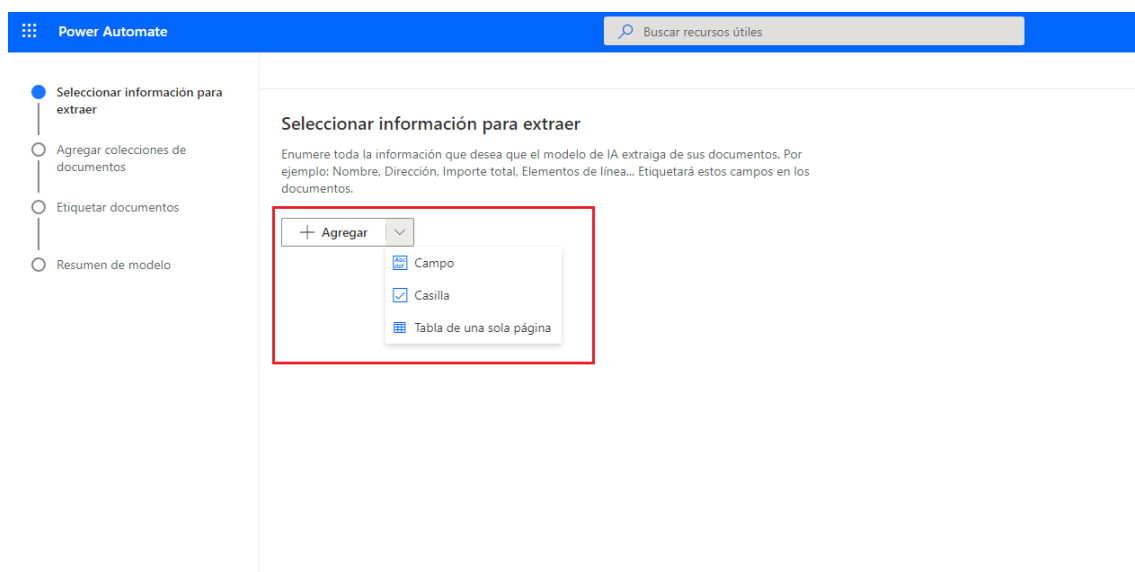 Power Automate
Buscar recursos útiles
Seleccionar información para
extraer
Agregar colecciones de
documentos
Etiquetar documentos
Resumen de modelo
Seleccionar información para extraer
Enumere toda la información que desea que el modelo de IA extraiga de sus documentos. Por
ejemplo: Nombre, Dirección, Importe total, Elementos de línea... Etiquetará estos campos en los
documentos.
Agregar
Abc
def
Campo
Casilla
Tabla de una sola página